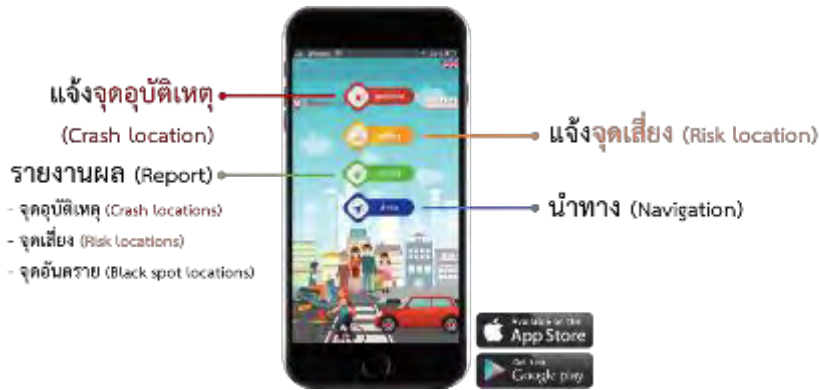 แจ้งจุดอุบัติเหตุ
(Crash location)
รายงานผล (Report)
- จุดอุบัติเหตุ (Crash locations)
- จุดเสี่ยง (Risk locations)
- จุดอันตราย (Black spot locations)
แจ้งจุดเสี่ยง (Risk location)
นำทาง (Navigation)
Available on the
App Store
Google play